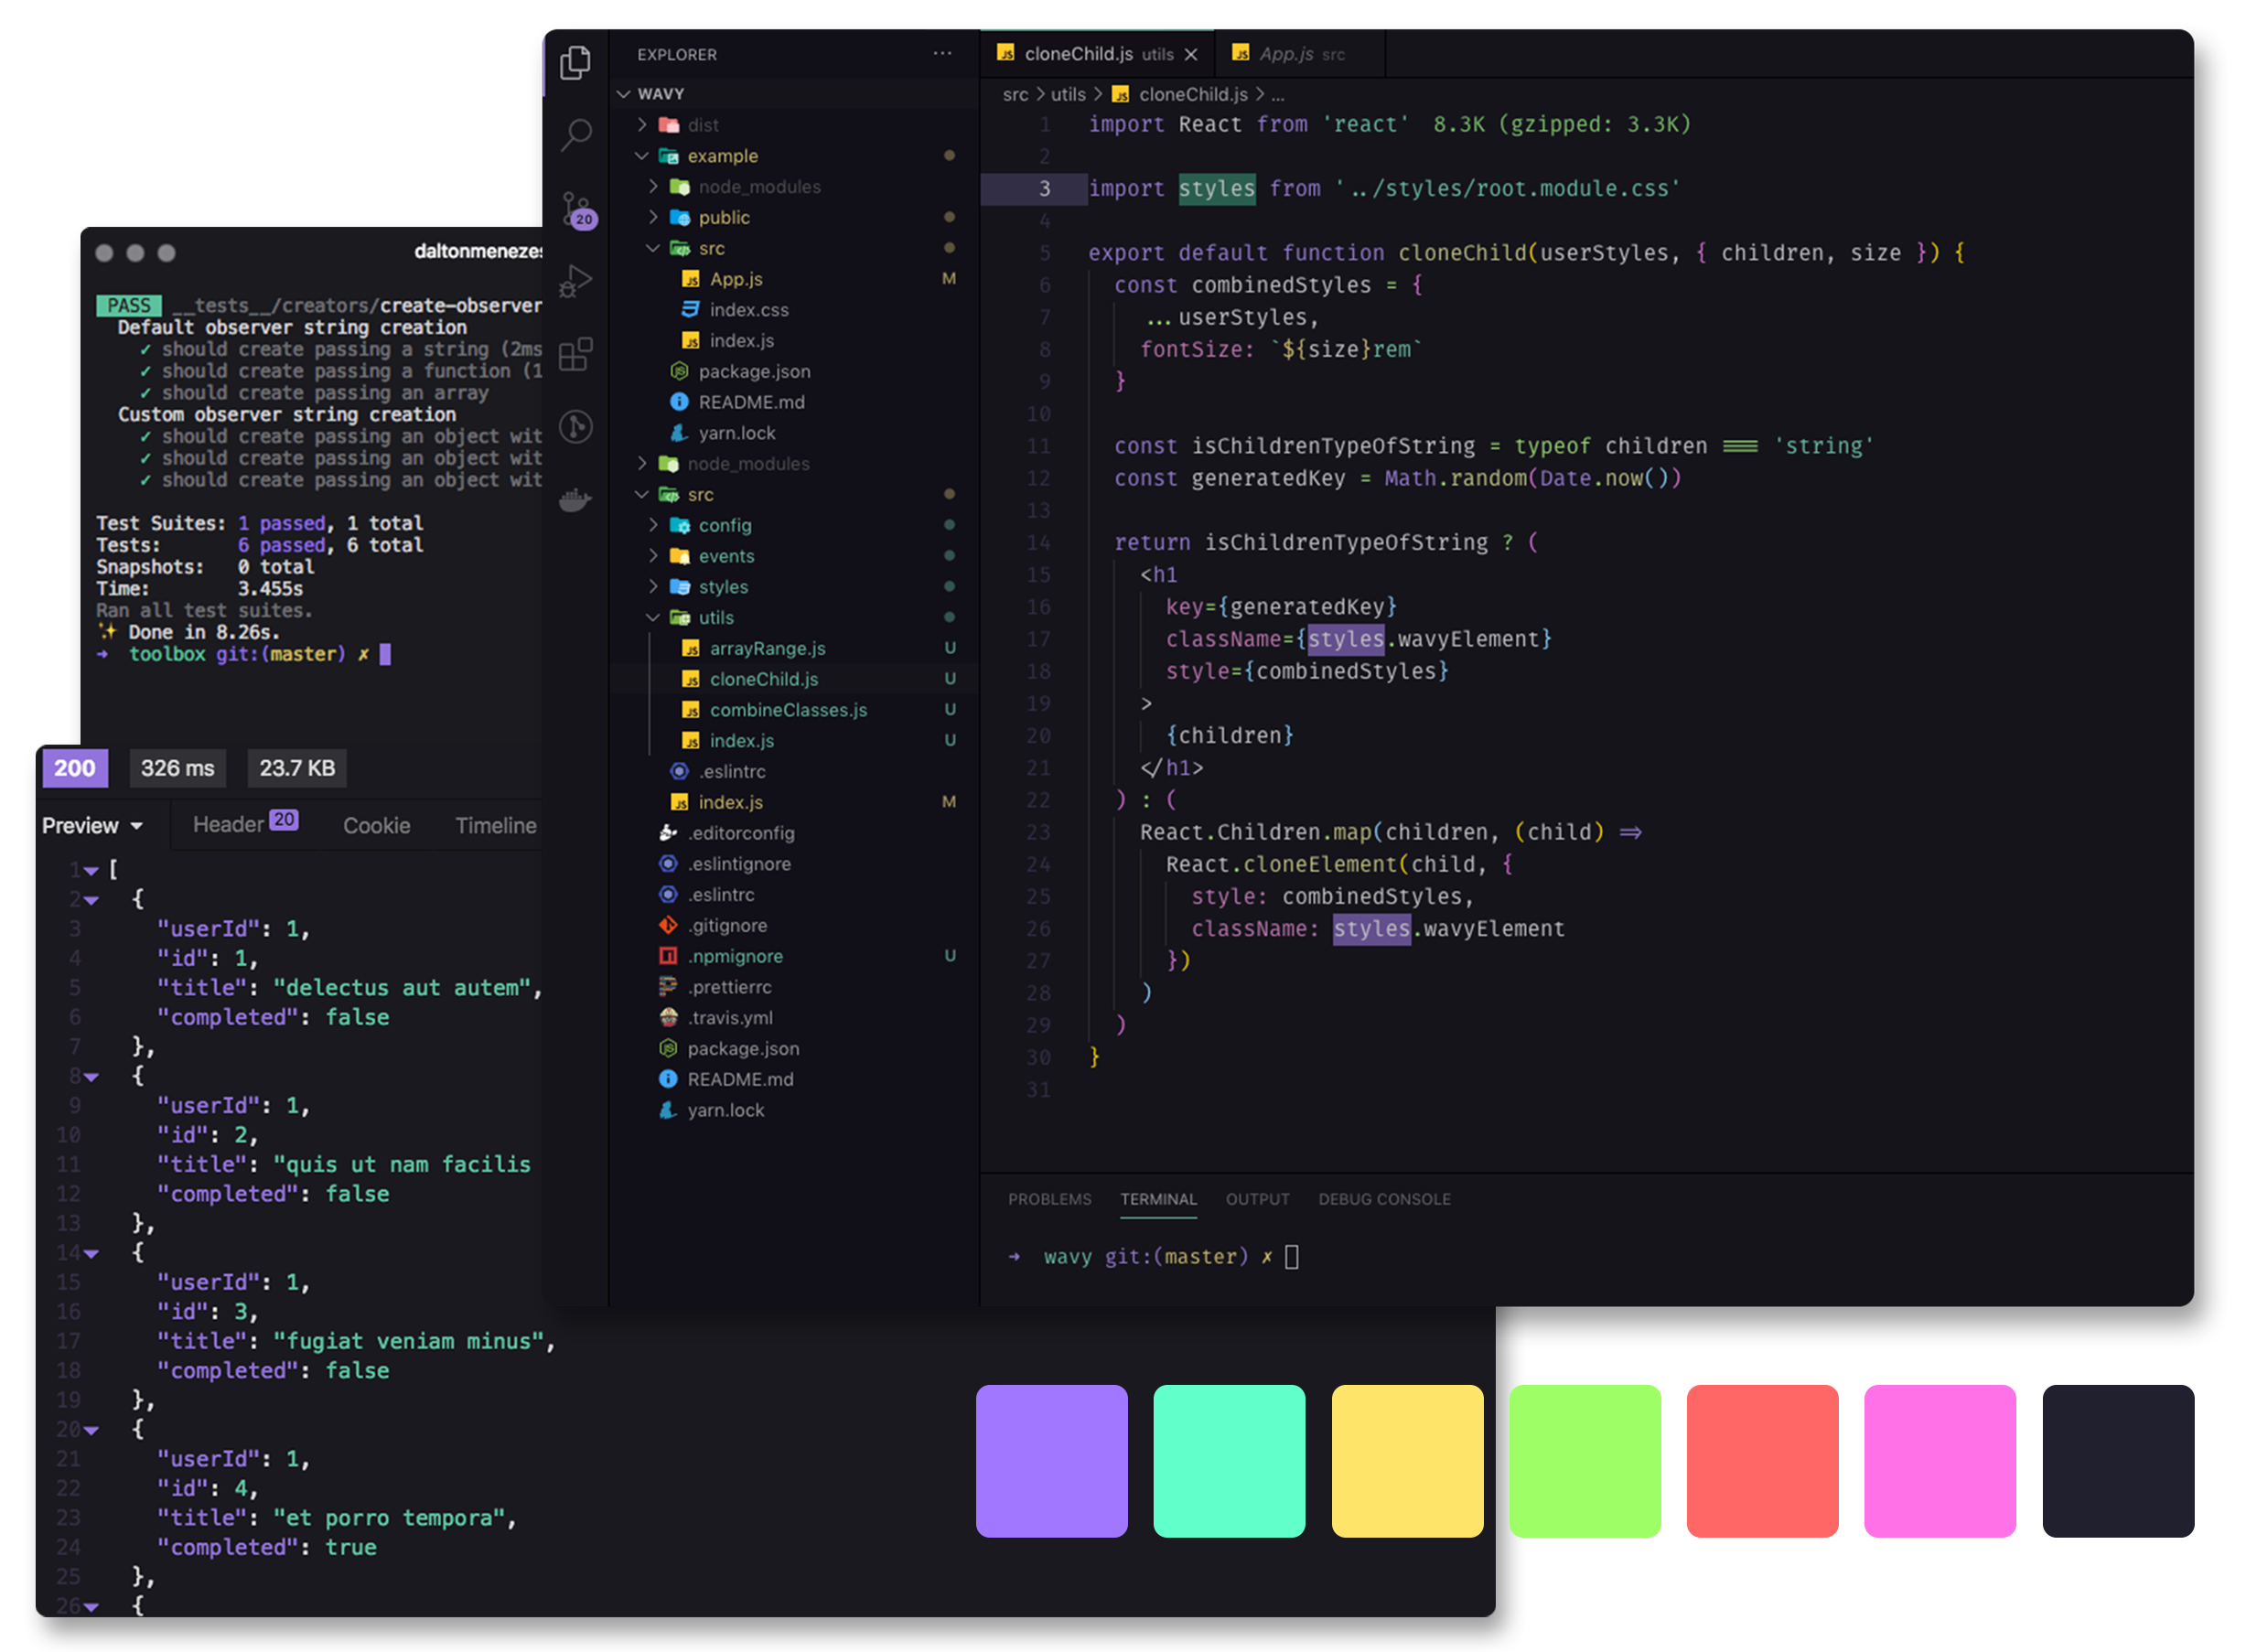 daltonmenezes
PASS __tests__/creators/create-observer
Default observer string creation
✓ should create passing a string (2ms
✓ should create passing a function (1
✓ should create passing an array
Custom observer string creation
✓ should create passing an object wit
✓ should create passing an object wit
✓ should create passing an object wit
Test Suites: 1 passed, 1 total
Tests: 6 passed, 6 total
Snapshots: 0 total
Time: 3.455s
Ran all test suites.
✨ Done in 8.26s.
➜ toolbox git:(master) ✗
200 326 ms 23.7 KB
Preview Header 20 Cookie Timeline
1 [
2 {
3 "userId": 1,
4 "id": 1,
5 "title": "delectus aut autem",
6 "completed": false
7 },
8 {
9 "userId": 1,
10 "id": 2,
11 "title": "quis ut nam facilis
12 "completed": false
13 },
14 {
15 "userId": 1,
16 "id": 3,
17 "title": "fugiat veniam minus",
18 "completed": false
19 },
20 {
21 "userId": 1,
22 "id": 4,
23 "title": "et porro tempora",
24 "completed": true
25 },
26 {
20
EXPLORER ...
WAVY
dist
example
node_modules
public
src
App.js M
index.css
index.js
package.json
README.md
yarn.lock
node_modules
src
config
events
styles
utils
arrayRange.js U
cloneChild.js U
combineClasses.js U
index.js U
.eslintrc
index.js M
.editorconfig
.eslintignore
.eslintrc
.gitignore
.npmignore U
.prettierrc
.travis.yml
package.json
README.md
yarn.lock
JS cloneChild.js utils × JS App.js src
src > utils > JS cloneChild.js > ...
1 import React from 'react' 8.3K (gzipped: 3.3K)
2
3 import styles from '../styles/root.module.css'
4
5 export default function cloneChild(userStyles, { children, size }) {
6 const combinedStyles = {
7 ...userStyles,
8 fontSize: `${size}rem`
9 }
10
11 const isChildrenTypeOfString = typeof children === 'string'
12 const generatedKey = Math.random(Date.now())
13
14 return isChildrenTypeOfString ? (
15 <h1
16 key={generatedKey}
17 className={styles.wavyElement}
18 style={combinedStyles}
19 >
20 {children}
21 </h1>
22 ) : (
23 React.Children.map(children, (child) =>
24 React.cloneElement(child, {
25 style: combinedStyles,
26 className: styles.wavyElement
27 })
28 )
29 )
30 }
31
PROBLEMS TERMINAL OUTPUT DEBUG CONSOLE
➜ wavy git:(master) ✗